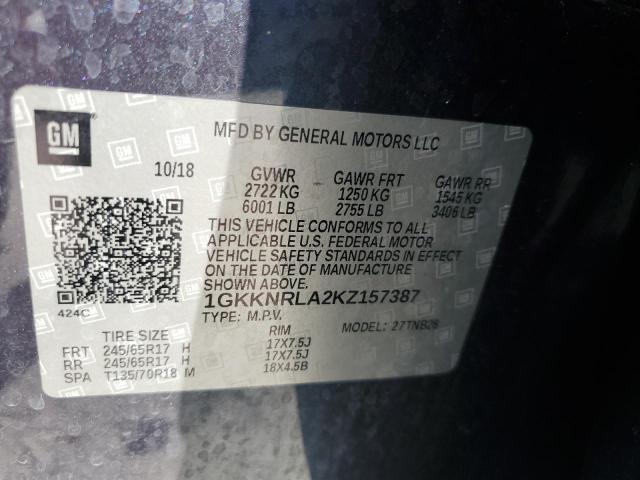 GM
MFD BY GENERAL MOTORS LLC
10/18 GVWR GAWR FRT GAWR RR
2722 KG 1250 KG 1545 KG
6001 LB 2755 LB 3406 LB
THIS VEHICLE CONFORMS TO ALL
APPLICABLE U.S. FEDERAL MOTOR
VEHICLE SAFETY STANDARDS IN EFFECT
ON THE DATE OF MANUFACTURE
SHOWN ABOVE.
424C 1GKKNRLA2KZ157387
TYPE: M.P.V. MODEL: 27TNB26
TIRE SIZE RIM
FRT 245/65R17 H 17X7.5J
RR 245/65R17 H 17X7.5J
SPA T135/70R18 M 18X4.5B